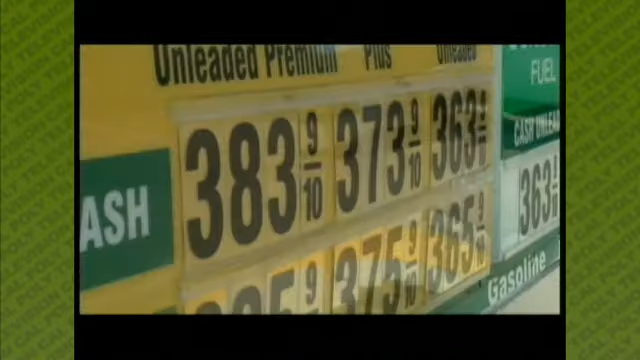 Unleaded Premium Plus Unleaded
FUEL
CASH UNLEA
ASH 383 9/10 373 9/10 363 9/10
363
375 9/10 365 9/10
Gasoline